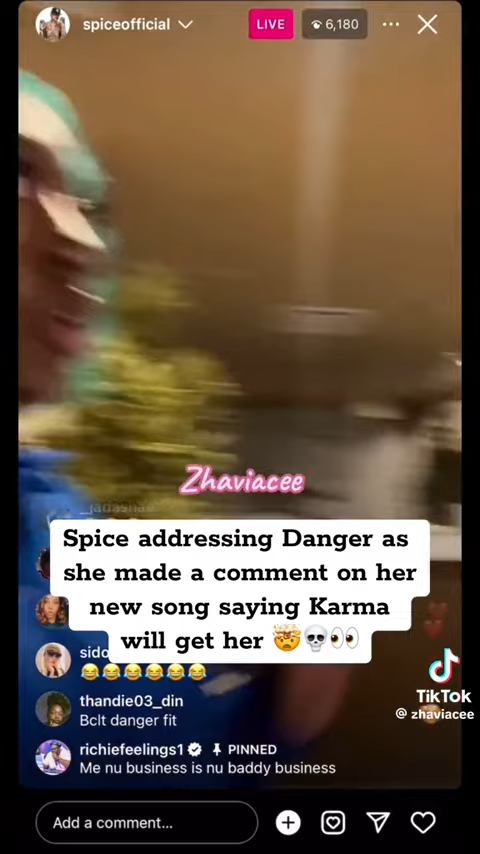 spiceofficial
LIVE
6,180
Zhaviacee
Spice addressing Danger as
she made a comment on her
new song saying Karma
will get her 🤯💀👀
sido
😂😂😂😂😂😂
thandie03_din
Bclt danger fit
richiefeelings1 PINNED
Me nu business is nu baddy business
TikTok
@ zhaviacee
Add a comment...